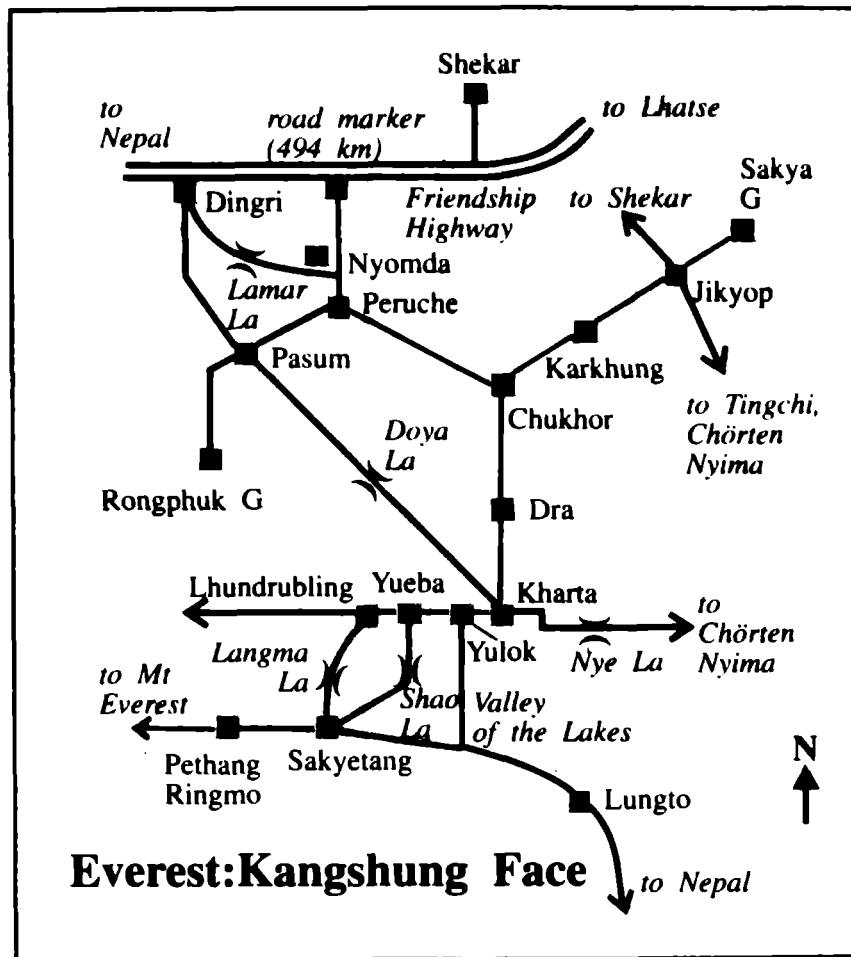 Shekar
to
Nepal
road marker
(494 km)
to Lhatse
Sakya
G
Dingri
Friendship
Highway
to Shekar
Nyomda
Lamar
La
Peruche
Jikyop
Pasum
Karkhung
Chukhor
to Tingchi,
Chörten
Nyima
Doya
La
Rongphuk G
Dra
Lhundrubling
Yueba
Kharta
to
Chörten
Nyima
Yulok
Nye La
Langma
La
to Mt
Everest
Shao
La
Valley
of the Lakes
Pethang
Ringmo
Sakyetang
N
Lungto
Everest:Kangshung Face
to Nepal